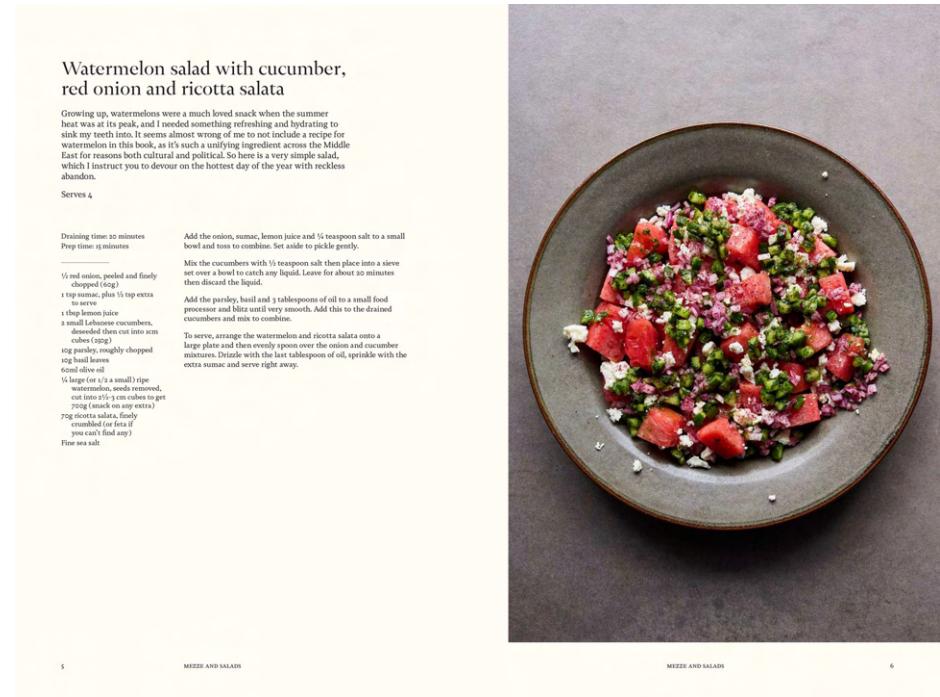 Watermelon salad with cucumber,
red onion and ricotta salata
Growing up, watermelons were a much loved snack when the summer
heat was at its peak, and I needed something refreshing and hydrating to
sink my teeth into. It seems almost wrong of me to not include a recipe for
watermelon in this book, as it's such a unifying ingredient across the Middle
East for reasons both cultural and political. So here is a very simple salad,
which I instruct you to devour on the hottest day of the year with reckless
abandon.
Serves 4
Draining time: 20 minutes
Prep time: 15 minutes
½ red onion, peeled and finely
chopped (60g)
1 tsp sumac, plus ½ tsp extra
to serve
1 tbsp lemon juice
2 small Lebanese cucumbers,
deseeded then cut into 1cm
cubes (250g)
10g parsley, roughly chopped
10g basil leaves
60ml olive oil
¼ large (or 1/2 a small) ripe
watermelon, seeds removed,
cut into 2½-3 cm cubes to get
700g (snack on any extra)
70g ricotta salata, finely
crumbled (or feta if
you can't find any)
Fine sea salt
Add the onion, sumac, lemon juice and ¼ teaspoon salt to a small
bowl and toss to combine. Set aside to pickle gently.
Mix the cucumbers with ½ teaspoon salt then place into a sieve
set over a bowl to catch any liquid. Leave for about 20 minutes
then discard the liquid.
Add the parsley, basil and 3 tablespoons of oil to a small food
processor and blitz until very smooth. Add this to the drained
cucumbers and mix to combine.
To serve, arrange the watermelon and ricotta salata onto a
large plate and then evenly spoon over the onion and cucumber
mixtures. Drizzle with the last tablespoon of oil, sprinkle with the
extra sumac and serve right away.
5
MEZZE AND SALADS
MEZZE AND SALADS
6